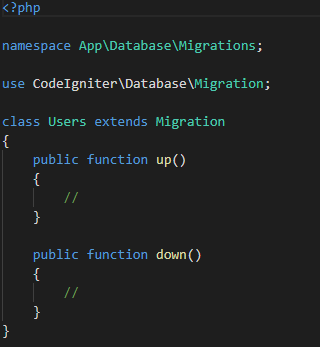 <?php
namespace App\Database\Migrations;
use CodeIgniter\Database\Migration;
class Users extends Migration
{
    public function up()
    {
        //
    }
    public function down()
    {
        //
    }
}